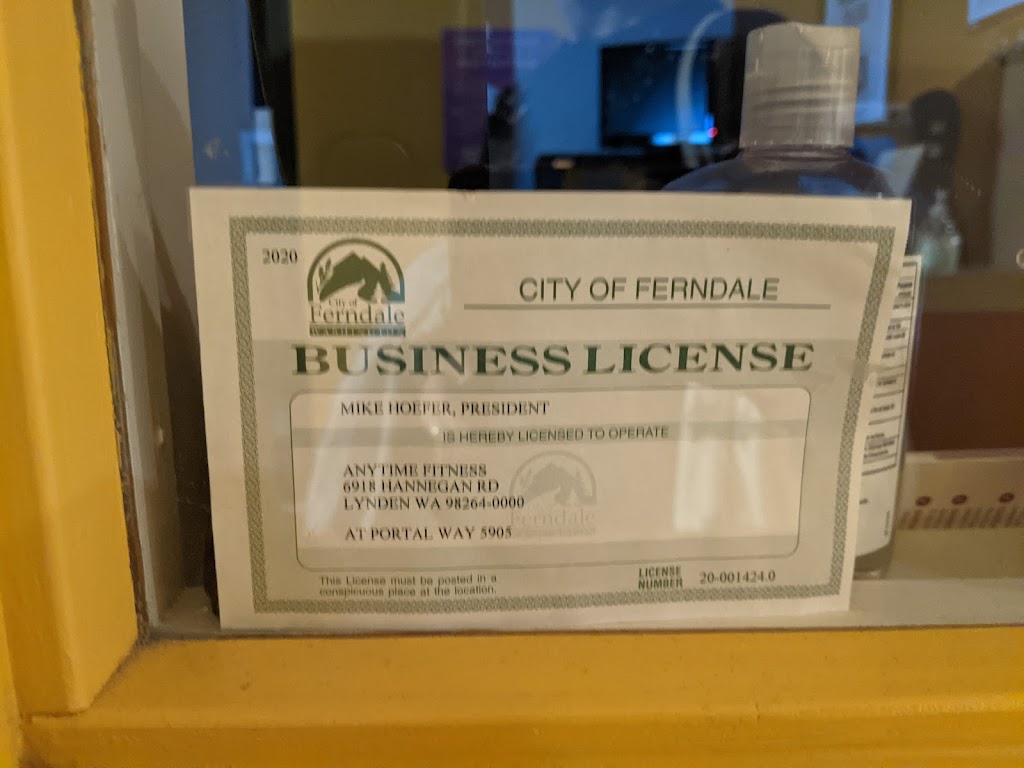 2020
City of
Ferndale
WASHINGTON
CITY OF FERNDALE
BUSINESS LICENSE
MIKE HOEFER, PRESIDENT
IS HEREBY LICENSED TO OPERATE
ANYTIME FITNESS
6918 HANNEGAN RD
LYNDEN WA 98264-0000
Ferndale
AT PORTAL WAY 5905
This License must be posted in a
conspicuous place at the location.
LICENSE
NUMBER 20-001424.0